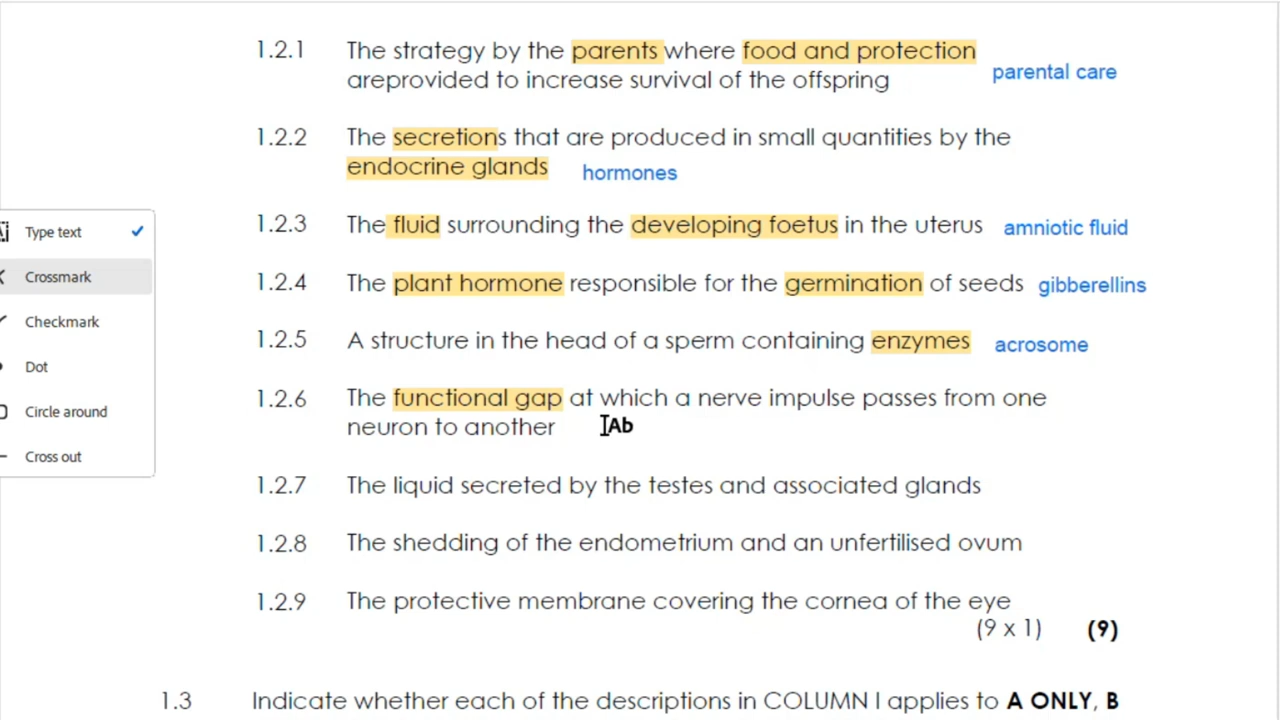 1.2.1 The strategy by the parents where food and protection
areprovided to increase survival of the offspring parental care
1.2.2 The secretions that are produced in small quantities by the
endocrine glands hormones
1.2.3 The fluid surrounding the developing foetus in the uterus amniotic fluid
Type text
1.2.4 The plant hormone responsible for the germination of seeds gibberellins
Crossmark
Checkmark
1.2.5 A structure in the head of a sperm containing enzymes acrosome
Dot
1.2.6 The functional gap at which a nerve impulse passes from one
neuron to another Ab
Circle around
Cross out
1.2.7 The liquid secreted by the testes and associated glands
1.2.8 The shedding of the endometrium and an unfertilised ovum
1.2.9 The protective membrane covering the cornea of the eye
(9 x 1) (9)
1.3 Indicate whether each of the descriptions in COLUMN I applies to A ONLY, B